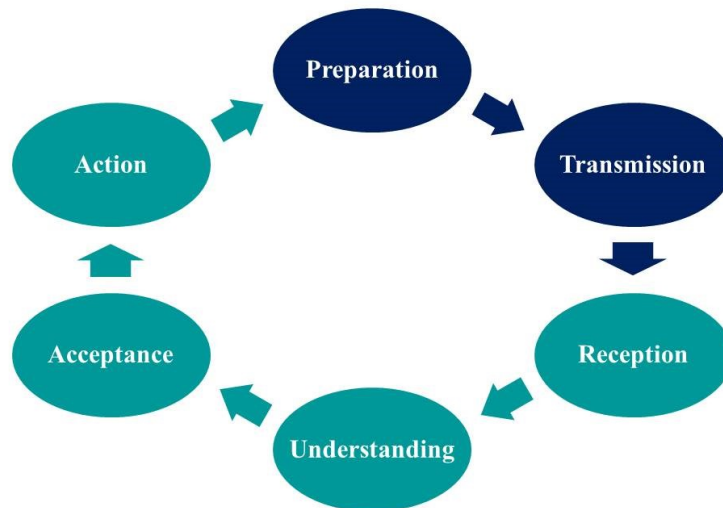 Preparation
Transmission
Reception
Understanding
Acceptance
Action